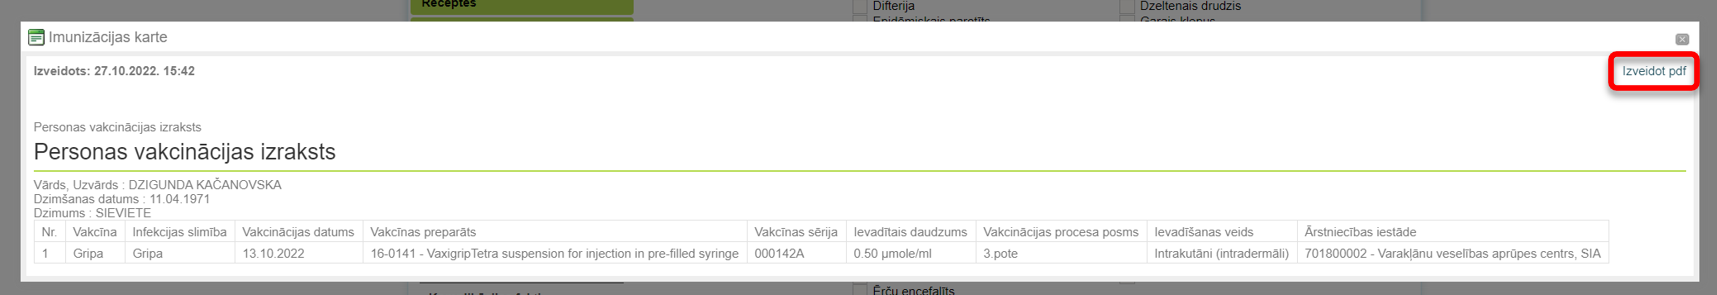 Receptes
Difterija
Dzeltenais drudzis
Epidēmiskais parotīts
Garais klepus
Imunizācijas karte
Izveidots: 27.10.2022. 15:42
Izveidot pdf
Personas vakcinācijas izraksts
Personas vakcinācijas izraksts
Vārds, Uzvārds : DZIGUNDA KAČANOVSKA
Dzimšanas datums : 11.04.1971
Dzimums : SIEVIETE
Nr. Vakcīna Infekcijas slimība Vakcinācijas datums Vakcīnas preparāts Vakcīnas sērija Ievadītais daudzums Vakcinācijas procesa posms Ievadīšanas veids Ārstniecības iestāde
1 Gripa Gripa 13.10.2022 16-0141 - VaxigripTetra suspension for injection in pre-filled syringe 000142A 0.50 µmole/ml 3.pote Intrakutāni (intradermāli) 701800002 - Varakļānu veselības aprūpes centrs, SIA
Ērču encefalīts